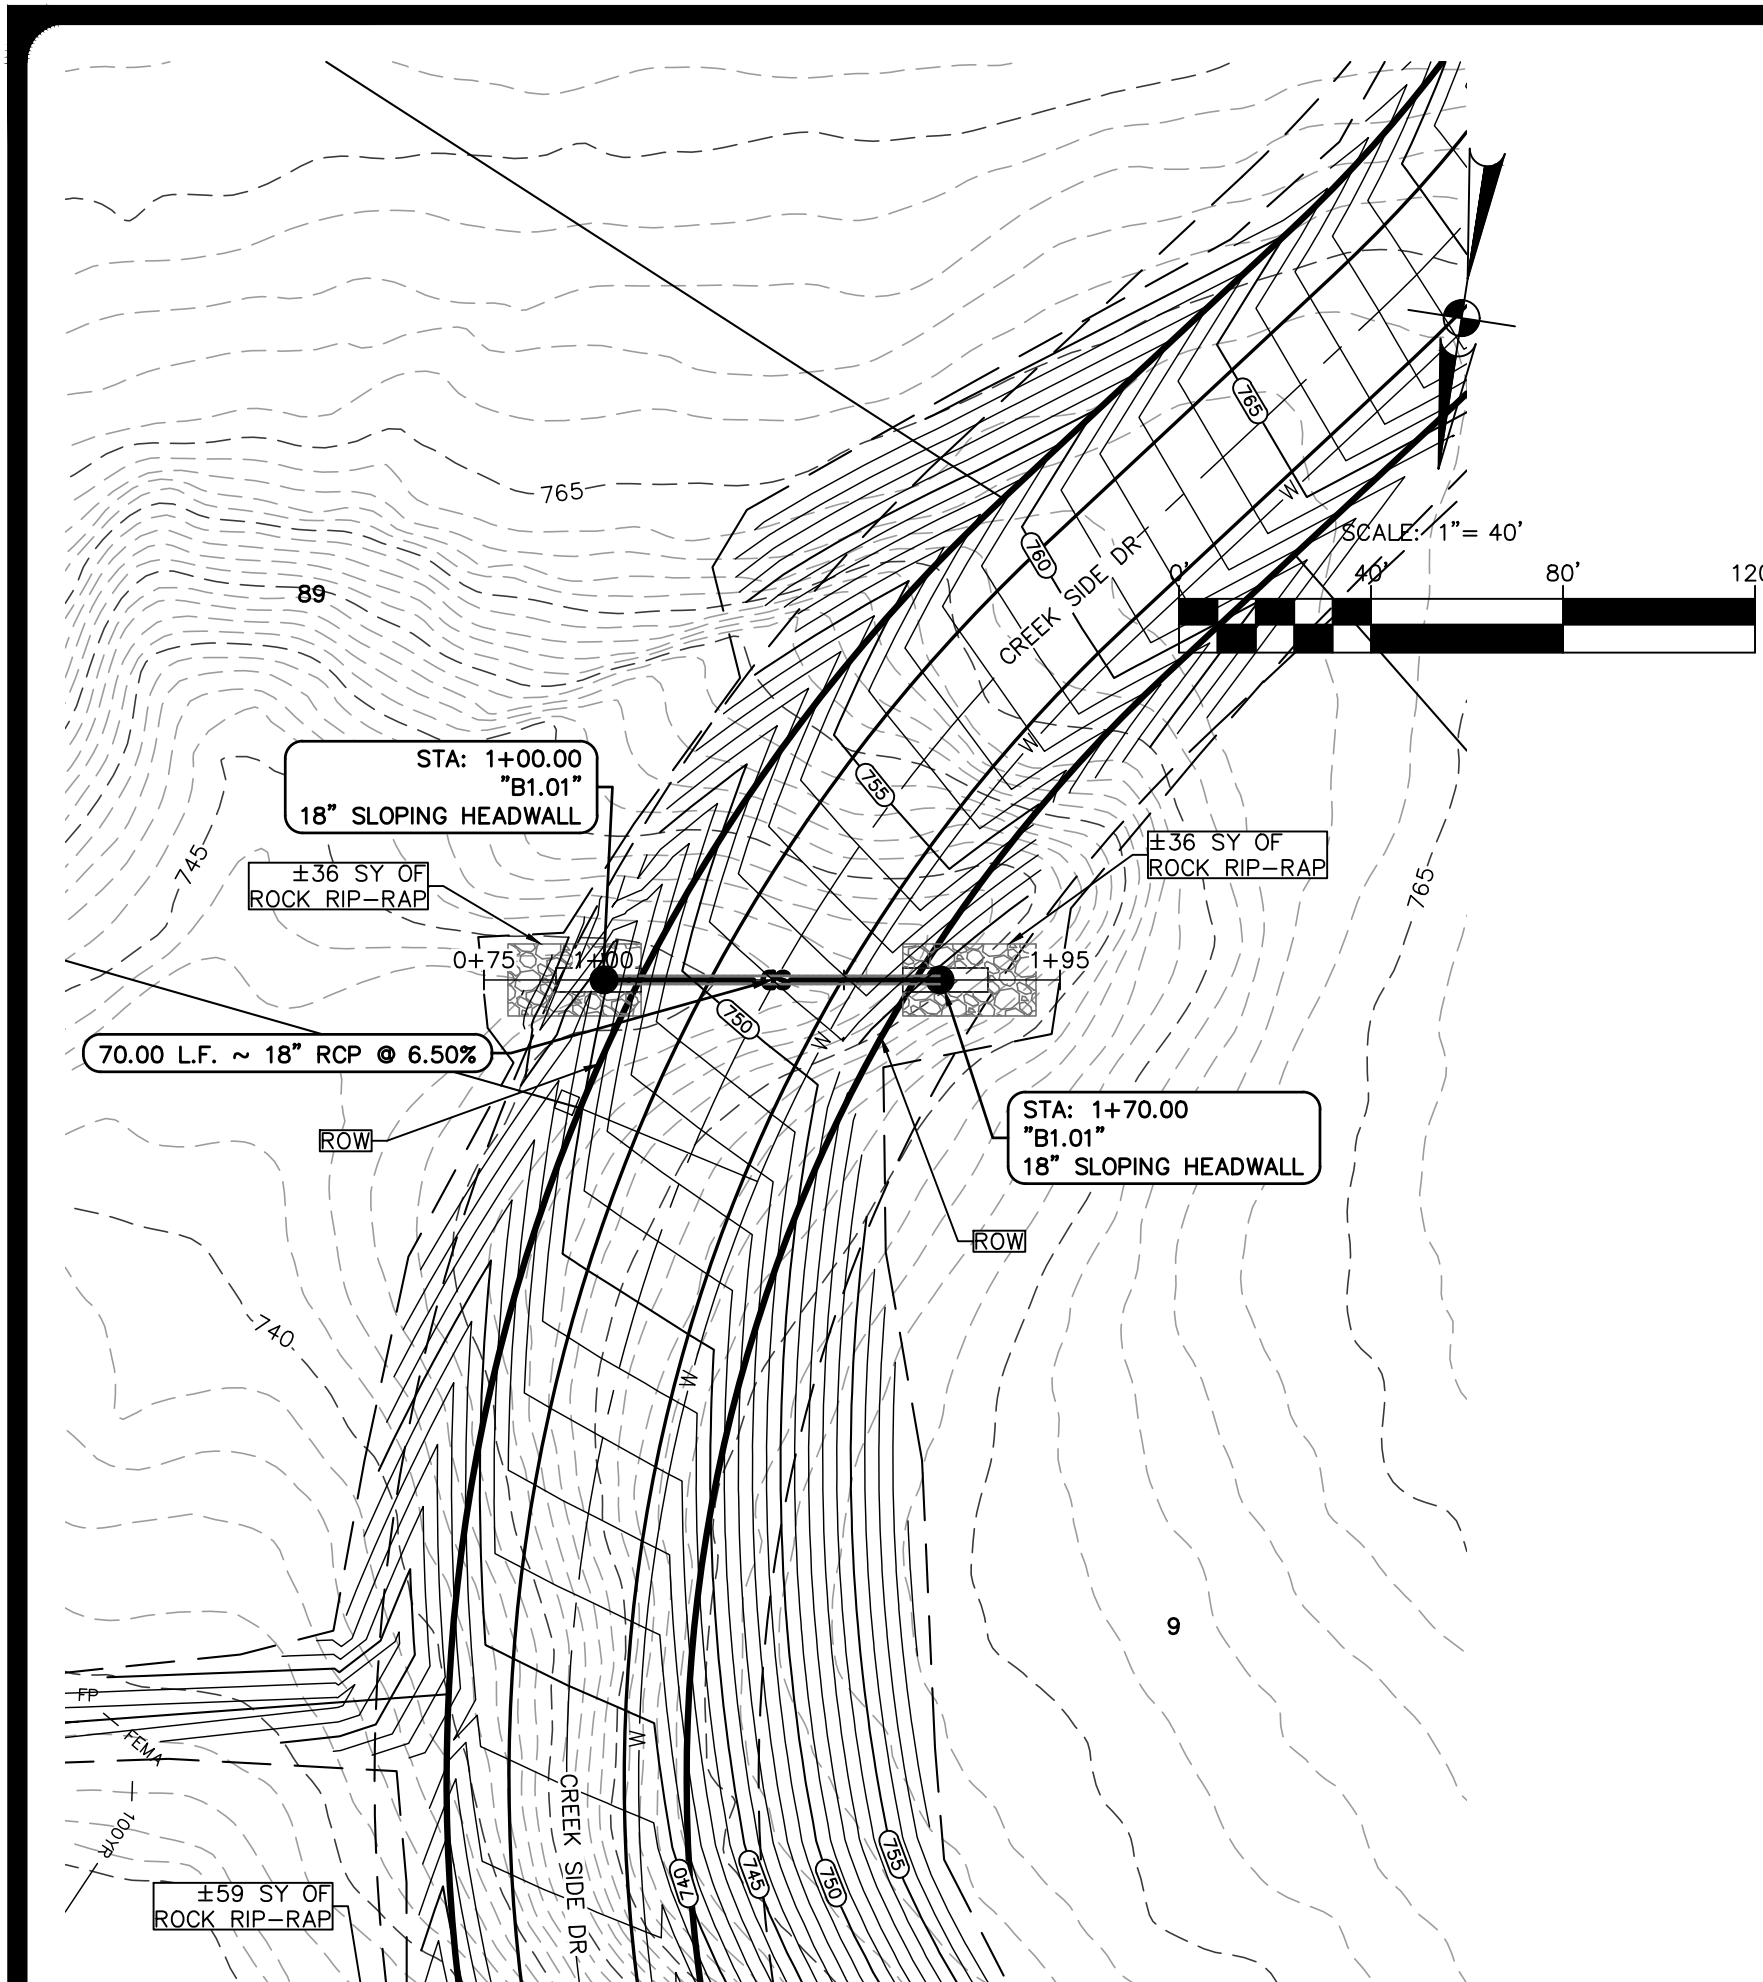 765
765
SCALE: 1"= 40'
0'
40'
80'
120
760
CREEK SIDE DR
W
89
W
STA: 1+00.00
"B1.01"
18" SLOPING HEADWALL
755
±36 SY OF
ROCK RIP-RAP
745
±36 SY OF
ROCK RIP-RAP
765
0+75
1+00
1+95
750
W
70.00 L.F. ~ 18" RCP @ 6.50%
STA: 1+70.00
"B1.01"
18" SLOPING HEADWALL
ROW
ROW
740
W
9
FP
FEMA
W
100YR
CREEK SIDE DR
740
745
750
755
±59 SY OF
ROCK RIP-RAP